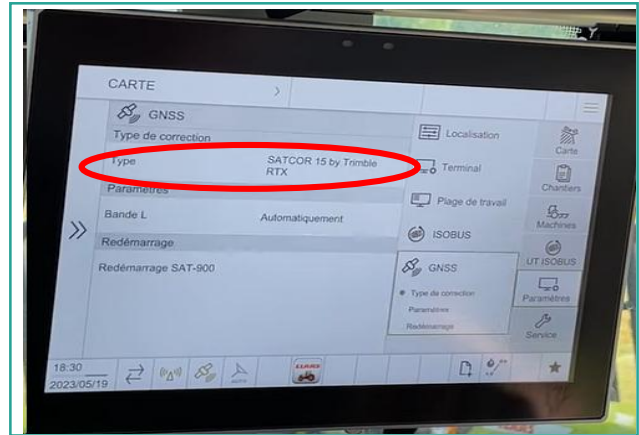 CARTE
GNSS
Type de correction
Type
SATCOR 15 by Trimble
RTX
Paramètres
Bande L
Automatiquement
Redémarrage
Redémarrage SAT-900
Localisation
Terminal
Plage de travail
ISOBUS
GNSS
Type de correction
Paramètres
Redémarrage
Carte
Chantiers
Machines
UT ISOBUS
Paramètres
Service
18:30
2023/05/19
AUTO
CLAAS